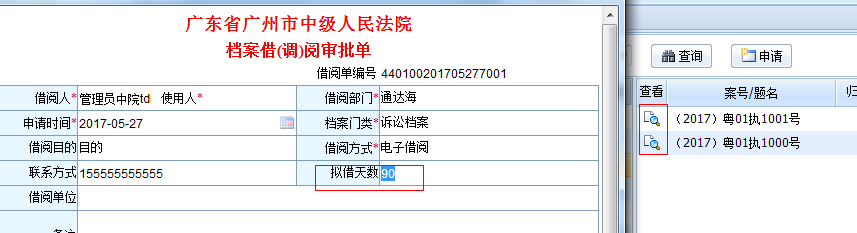 广东省广州市中级人民法院
档案借(调)阅审批单
借阅单编号 440100201705277001
借阅人* 管理员中院td 使用人* 借阅部门* 通达海
申请时间* 2017-05-27 档案门类* 诉讼档案
借阅目的 目的 借阅方式* 电子借阅
联系方式 155555555555 拟借天数 90
借阅单位
查询 申请
查看 案号/题名 归
（2017）粤01执1001号
（2017）粤01执1000号